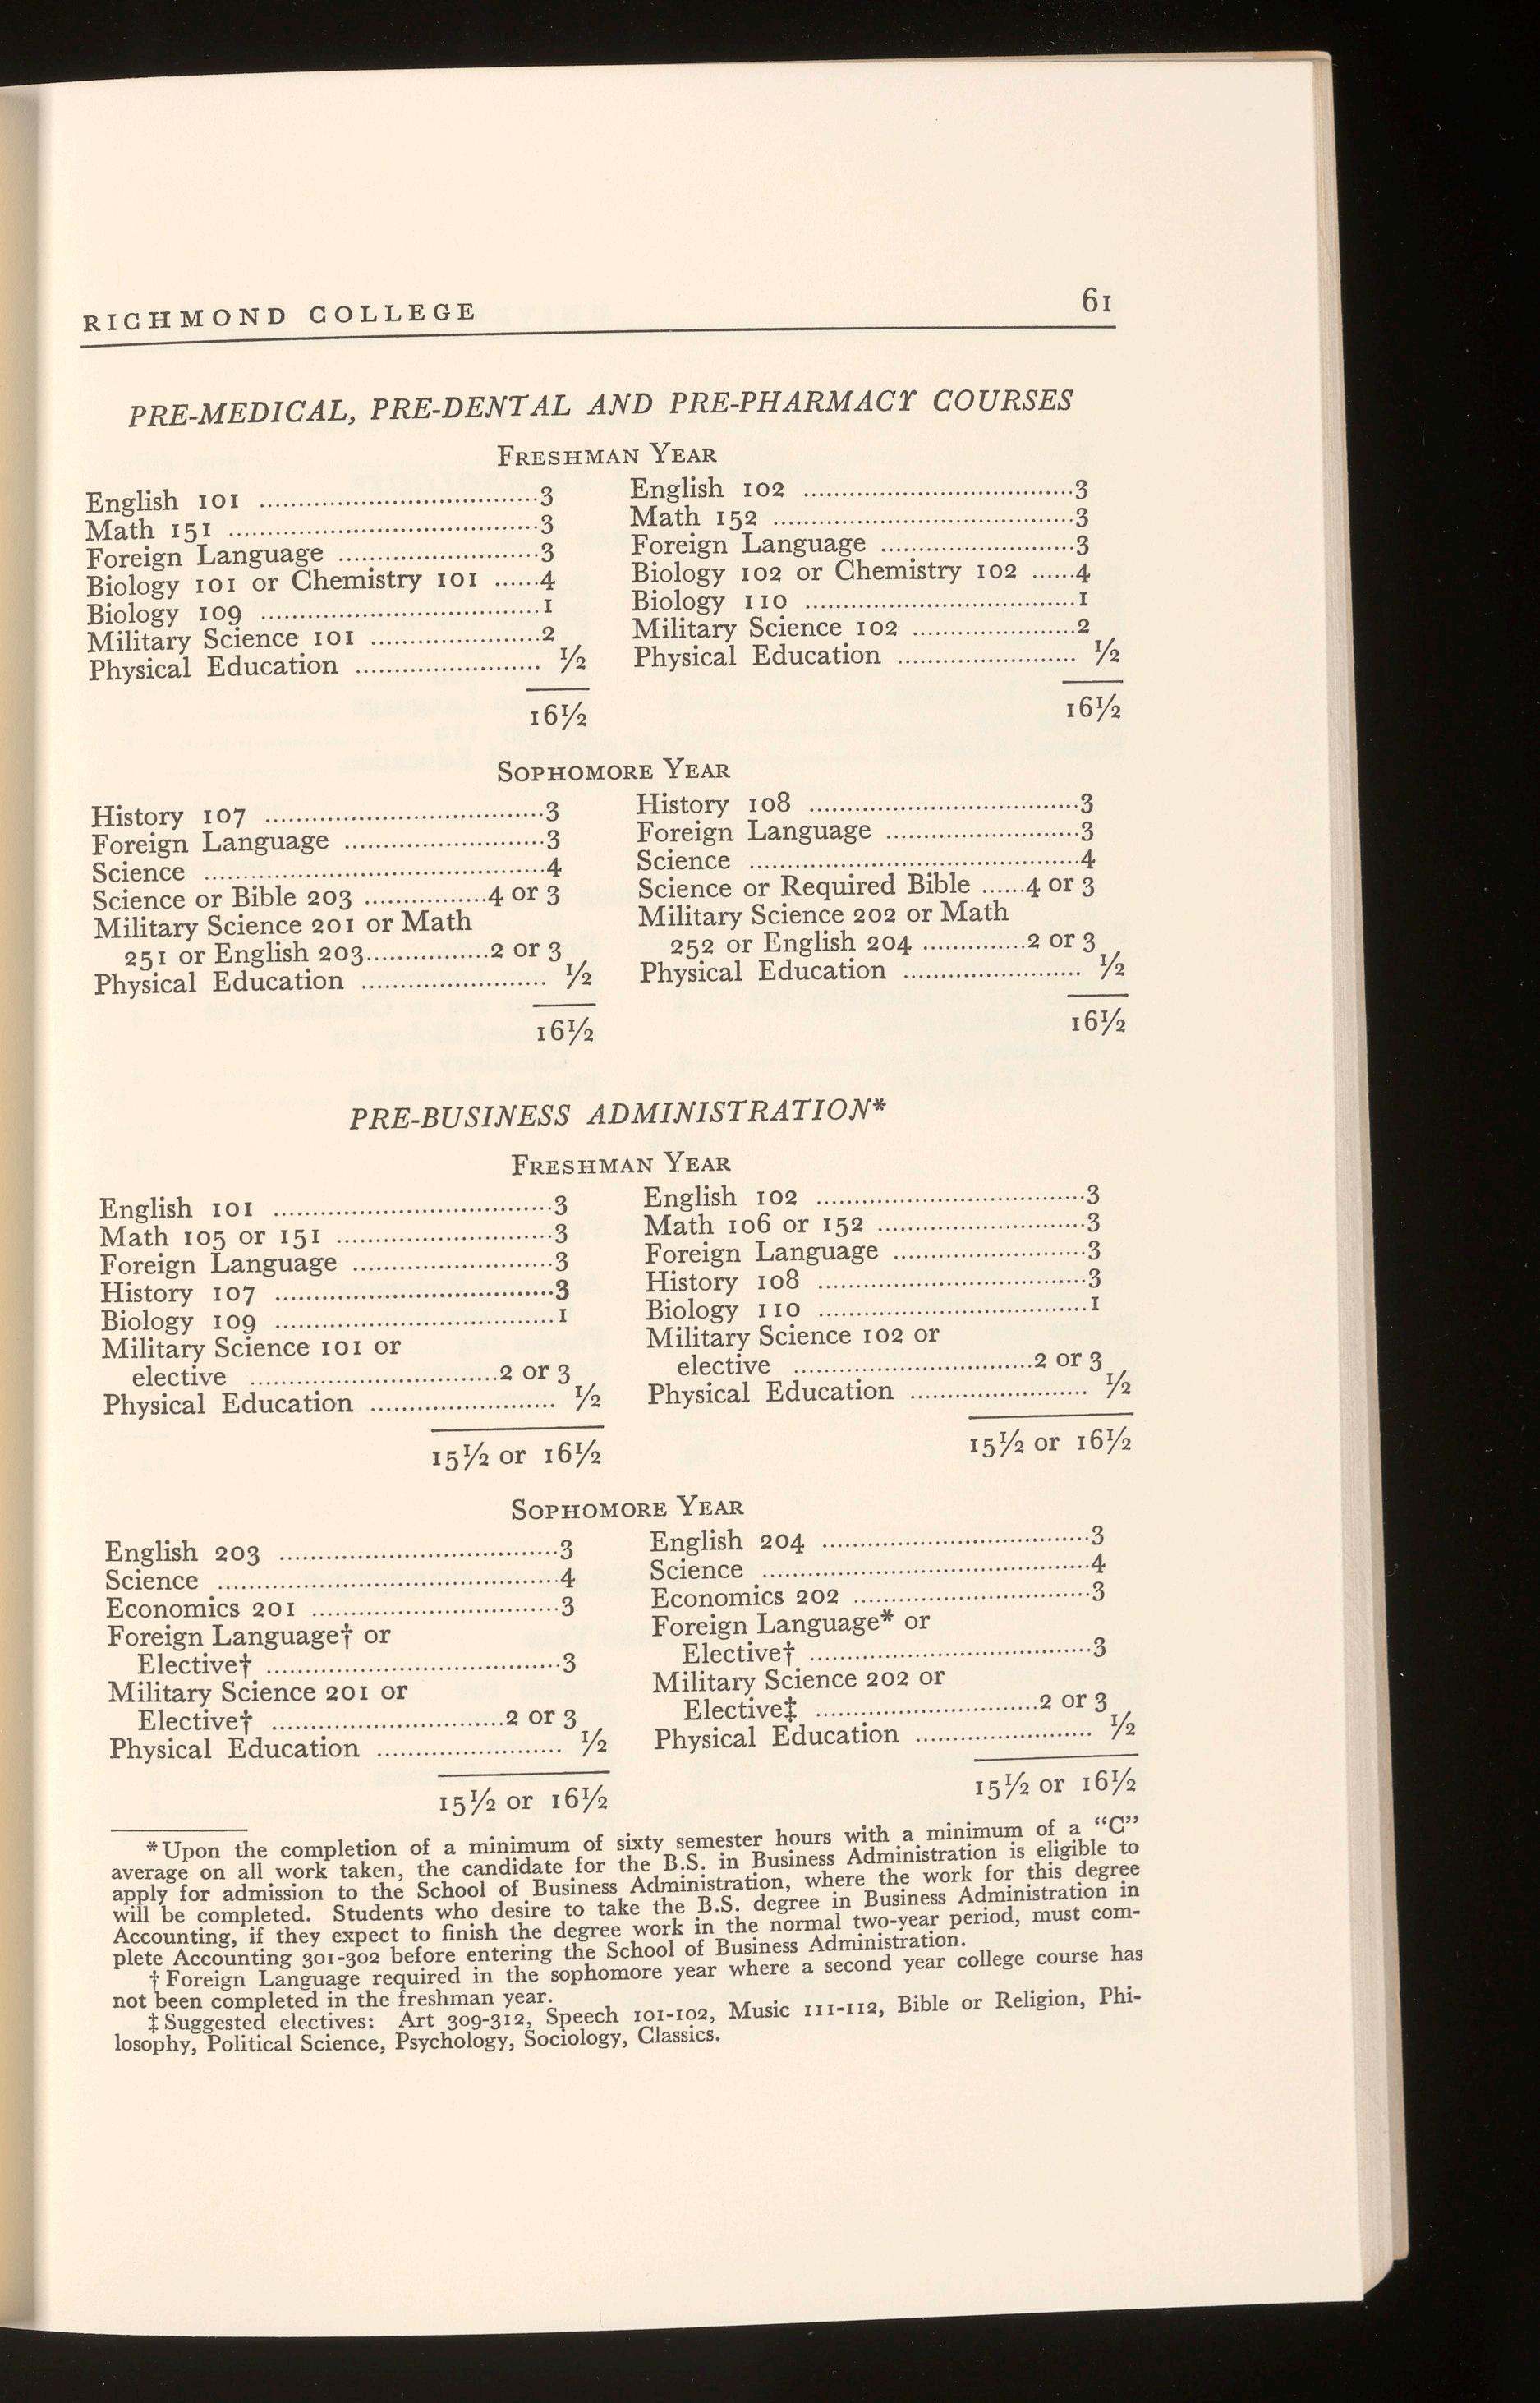 RICHMOND COLLEGE 61
PRE-MEDICAL, PRE-DENTAL AND PRE-PHARMACY COURSES
FRESHMAN YEAR
English 101 ....................................3
Math 151 ........................................3
Foreign Language ..........................3
Biology 101 or Chemistry 101 ......4
Biology 109 ....................................1
Military Science 101 ......................2
Physical Education ........................ ½
16½
English 102 ...................................3
Math 152 .......................................3
Foreign Language .........................3
Biology 102 or Chemistry 102 ......4
Biology 110 ...................................1
Military Science 102 .....................2
Physical Education ....................... ½
16½
SOPHOMORE YEAR
History 107 ....................................3
Foreign Language ..........................3
Science ............................................4
Science or Bible 203 ................4 or 3
Military Science 201 or Math
251 or English 203................2 or 3
Physical Education ........................ ½
16½
History 108 ...................................3
Foreign Language .........................3
Science ...........................................4
Science or Required Bible ......4 or 3
Military Science 202 or Math
252 or English 204 ..............2 or 3
Physical Education ....................... ½
16½
PRE-BUSINESS ADMINISTRATION*
FRESHMAN YEAR
English 101 ....................................3
Math 105 or 151 ............................3
Foreign Language ..........................3
History 107 ....................................3
Biology 109 ....................................1
Military Science 101 or
elective ................................2 or 3
Physical Education ........................ ½
15½ or 16½
English 102 ...................................3
Math 106 or 152 ...........................3
Foreign Language .........................3
History 108 ...................................3
Biology 110 ...................................1
Military Science 102 or
elective ...............................2 or 3
Physical Education ....................... ½
15½ or 16½
SOPHOMORE YEAR
English 203 ....................................3
Science ............................................4
Economics 201 ................................3
Foreign Language† or
Elective† ......................................3
Military Science 201 or
Elective† ..............................2 or 3
Physical Education ........................ ½
15½ or 16½
English 204 ...................................3
Science ...........................................4
Economics 202 ...............................3
Foreign Language* or
Elective† .....................................3
Military Science 202 or
Elective‡ .............................2 or 3
Physical Education ....................... ½
15½ or 16½
* Upon the completion of a minimum of sixty semester hours with a minimum of a “C”
average on all work taken, the candidate for the B.S. in Business Administration is eligible to
apply for admission to the School of Business Administration, where the work for this degree
will be completed. Students who desire to take the B.S. degree in Business Administration in
Accounting, if they expect to finish the degree work in the normal two-year period, must com-
plete Accounting 301-302 before entering the School of Business Administration.
† Foreign Language required in the sophomore year where a second year college course has
not been completed in the freshman year.
‡ Suggested electives: Art 309-312, Speech 101-102, Music 111-112, Bible or Religion, Phi-
losophy, Political Science, Psychology, Sociology, Classics.